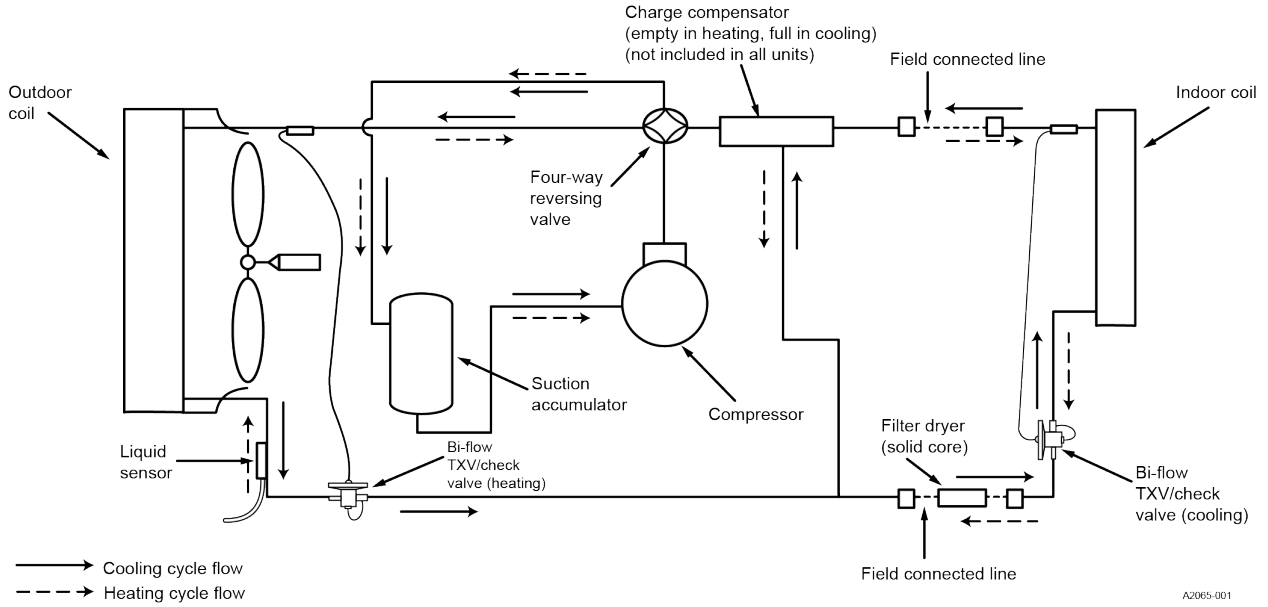 Charge compensator
(empty in heating, full in cooling)
(not included in all units)
Field connected line
Outdoor
coil
Indoor coil
Four-way
reversing
valve
Suction
accumulator
Compressor
Liquid
sensor
Bi-flow
TXV/check
valve (heating)
Filter dryer
(solid core)
Bi-flow
TXV/check
valve (cooling)
Field connected line
Cooling cycle flow
Heating cycle flow
A2065-001